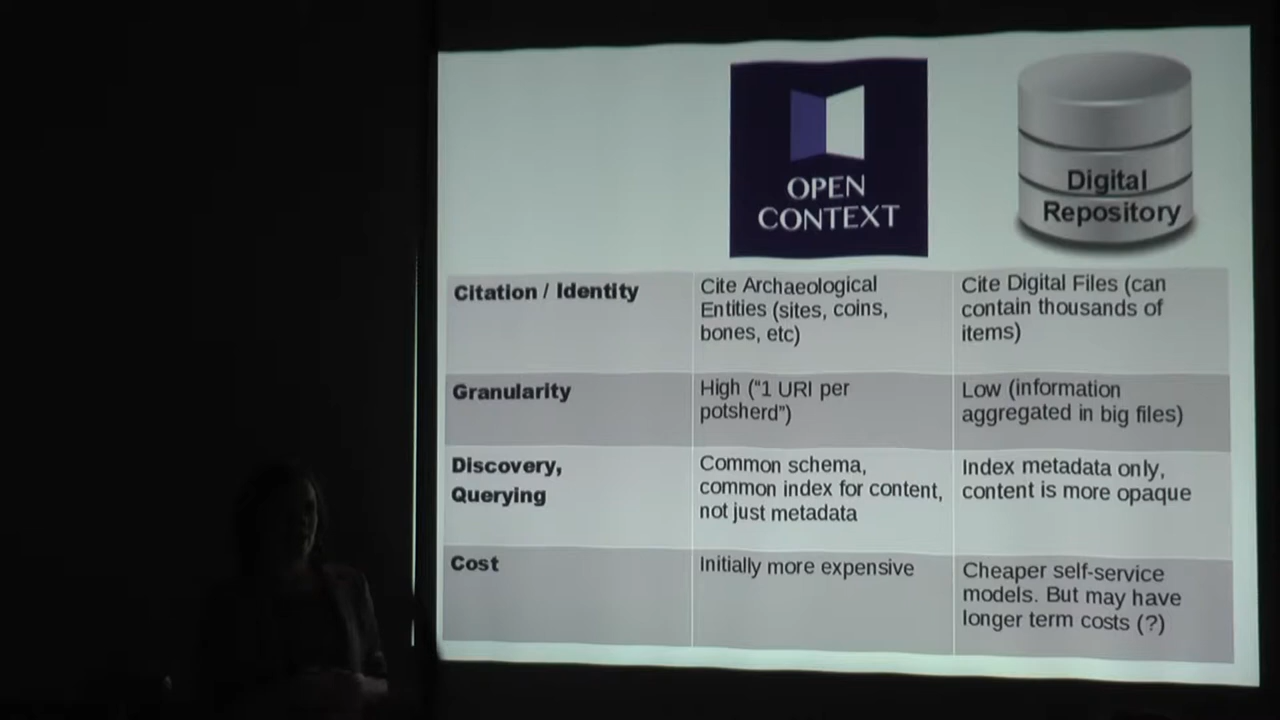 OPEN
CONTEXT
Digital
Repository
Citation / Identity
Cite Archaeological
Entities (sites, coins,
bones, etc)
Cite Digital Files (can
contain thousands of
items)
Granularity
High (“1 URI per
potsherd”)
Low (information
aggregated in big files)
Discovery,
Querying
Common schema,
common index for content,
not just metadata
Index metadata only,
content is more opaque
Cost
Initially more expensive
Cheaper self-service
models. But may have
longer term costs (?)